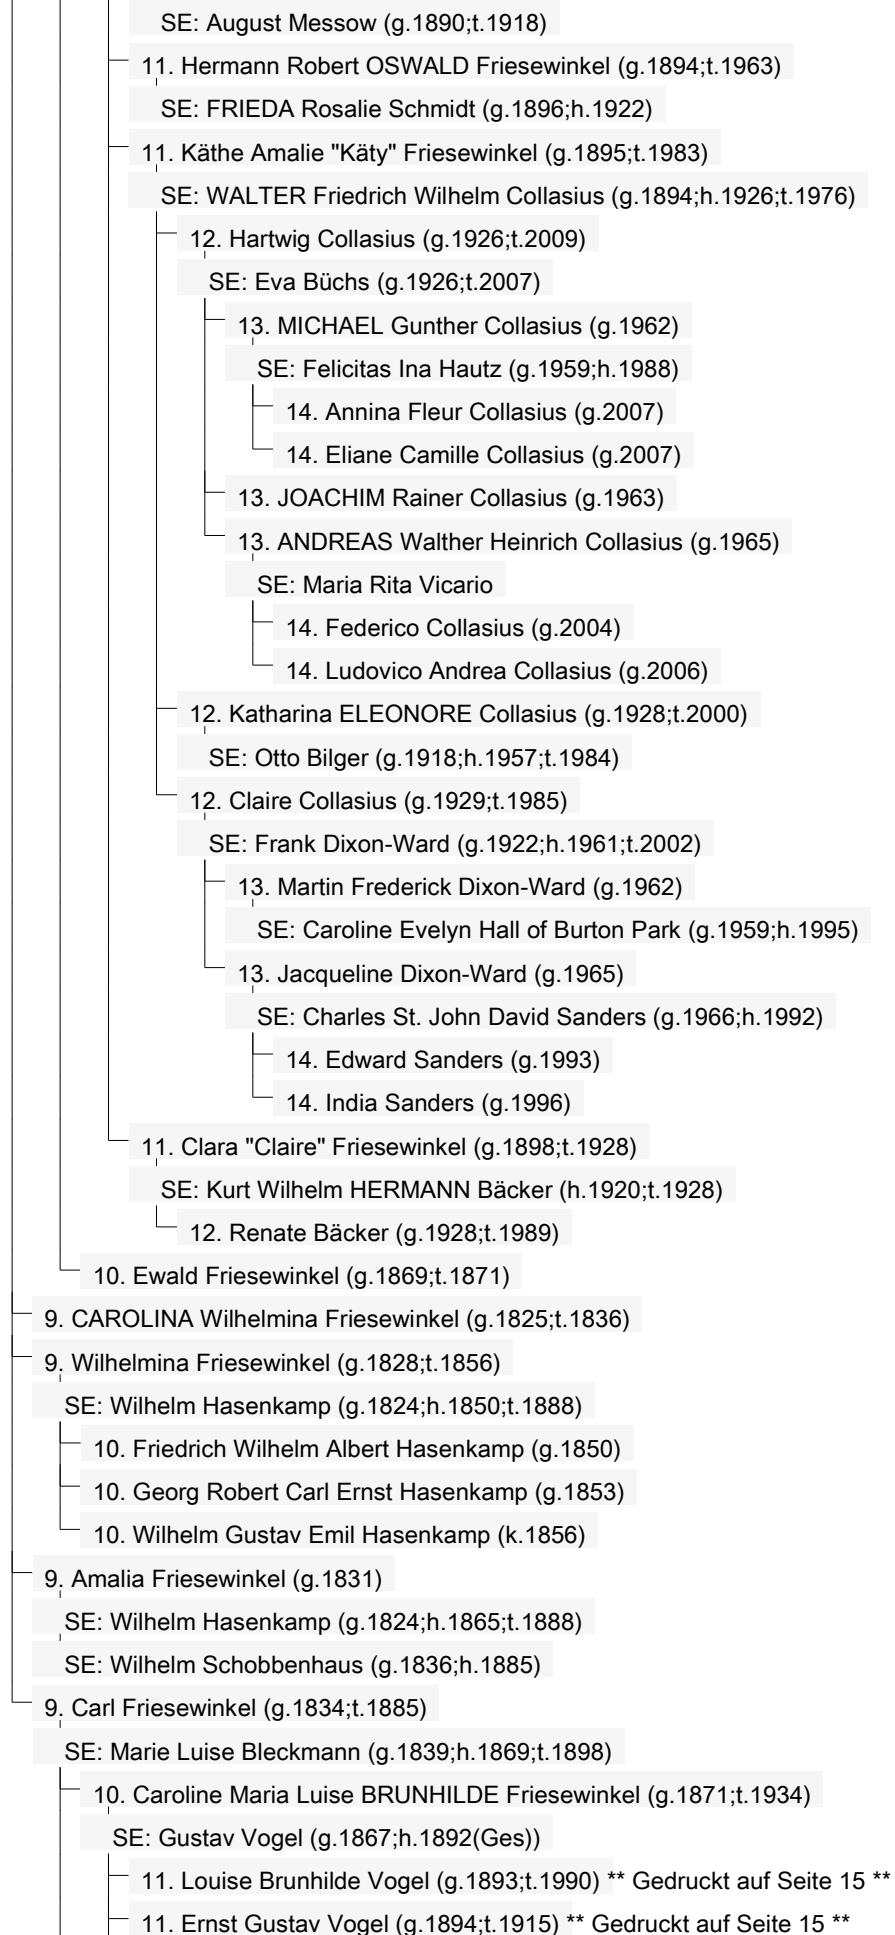 SE: August Messow (g.1890;t.1918)
11. Hermann Robert OSWALD Friesewinkel (g.1894;t.1963)
SE: FRIEDA Rosalie Schmidt (g.1896;h.1922)
11. Käthe Amalie "Käty" Friesewinkel (g.1895;t.1983)
SE: WALTER Friedrich Wilhelm Collasius (g.1894;h.1926;t.1976)
12. Hartwig Collasius (g.1926;t.2009)
SE: Eva Büchs (g.1926;t.2007)
13. MICHAEL Gunther Collasius (g.1962)
SE: Felicitas Ina Hautz (g.1959;h.1988)
14. Annina Fleur Collasius (g.2007)
14. Eliane Camille Collasius (g.2007)
13. JOACHIM Rainer Collasius (g.1963)
13. ANDREAS Walther Heinrich Collasius (g.1965)
SE: Maria Rita Vicario
14. Federico Collasius (g.2004)
14. Ludovico Andrea Collasius (g.2006)
12. Katharina ELEONORE Collasius (g.1928;t.2000)
SE: Otto Bilger (g.1918;h.1957;t.1984)
12. Claire Collasius (g.1929;t.1985)
SE: Frank Dixon-Ward (g.1922;h.1961;t.2002)
13. Martin Frederick Dixon-Ward (g.1962)
SE: Caroline Evelyn Hall of Burton Park (g.1959;h.1995)
13. Jacqueline Dixon-Ward (g.1965)
SE: Charles St. John David Sanders (g.1966;h.1992)
14. Edward Sanders (g.1993)
14. India Sanders (g.1996)
11. Clara "Claire" Friesewinkel (g.1898;t.1928)
SE: Kurt Wilhelm HERMANN Bäcker (h.1920;t.1928)
12. Renate Bäcker (g.1928;t.1989)
10. Ewald Friesewinkel (g.1869;t.1871)
9. CAROLINA Wilhelmina Friesewinkel (g.1825;t.1836)
9. Wilhelmina Friesewinkel (g.1828;t.1856)
SE: Wilhelm Hasenkamp (g.1824;h.1850;t.1888)
10. Friedrich Wilhelm Albert Hasenkamp (g.1850)
10. Georg Robert Carl Ernst Hasenkamp (g.1853)
10. Wilhelm Gustav Emil Hasenkamp (k.1856)
9. Amalia Friesewinkel (g.1831)
SE: Wilhelm Hasenkamp (g.1824;h.1865;t.1888)
SE: Wilhelm Schobbenhaus (g.1836;h.1885)
9. Carl Friesewinkel (g.1834;t.1885)
SE: Marie Luise Bleckmann (g.1839;h.1869;t.1898)
10. Caroline Maria Luise BRUNHILDE Friesewinkel (g.1871;t.1934)
SE: Gustav Vogel (g.1867;h.1892(Ges))
11. Louise Brunhilde Vogel (g.1893;t.1990) ** Gedruckt auf Seite 15 **
11. Ernst Gustav Vogel (g.1894;t.1915) ** Gedruckt auf Seite 15 **